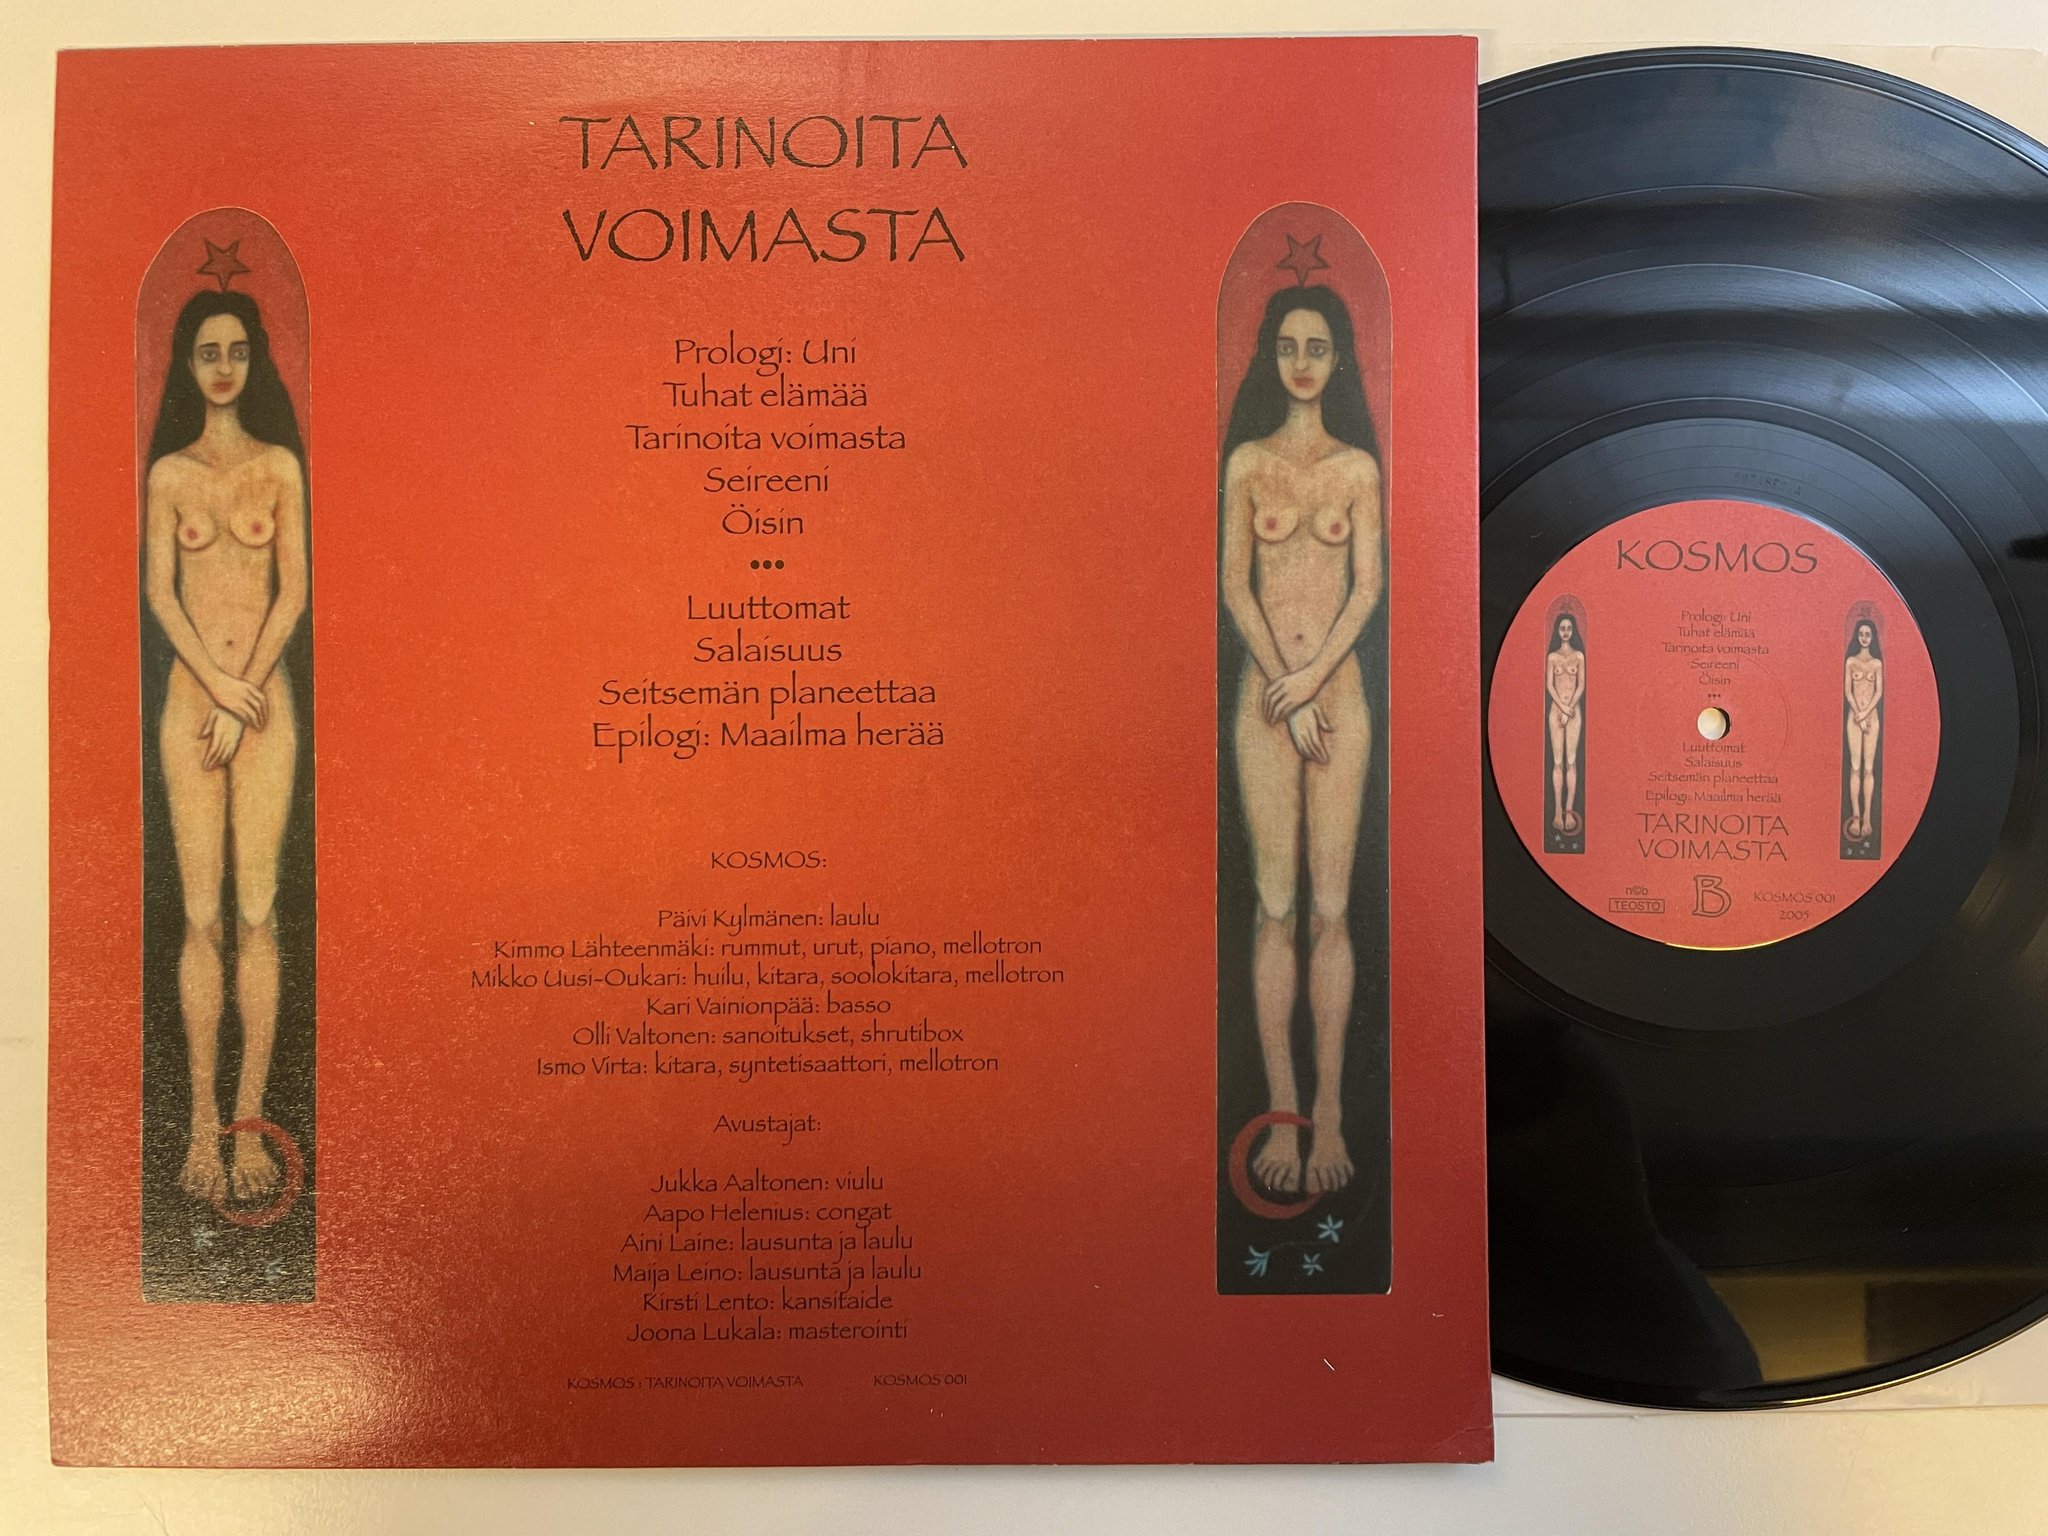 TARINOITA
VOIMASTA
Prologi: Uni
Tuhat elämää
Tarinoita voimasta
Seireeni
Öisin
•••
Luuttomat
Salaisuus
Seitsemän planeettaa
Epilogi: Maailma herää
KOSMOS:
Päivi Kylmänen: laulu
Kimmo Lähteenmäki: rummut, urut, piano, mellotron
Mikko Uusi-Oukari: huilu, kitara, soolokitara, mellotron
Kari Vainionpää: basso
Olli Valtonen: sanoitukset, shrutibox
Ismo Virta: kitara, syntetisaattori, mellotron
Avustajat:
Jukka Aaltonen: viulu
Aapo Helenius: congat
Aini Laine: lausunta ja laulu
Maija Leino: lausunta ja laulu
Kirsti Lento: kansitaide
Joona Lukala: masterointi
KOSMOS : TARINOITA VOIMASTA KOSMOS 001
KOSMOS
Prologi: Uni
Tuhat elämää
Tarinoita voimasta
Seireeni
Öisin
•••
Luuttomat
Salaisuus
Seitsemän planeettaa
Epilogi: Maailma herää
TARINOITA
VOIMASTA
n©b
TEOSTO
B
KOSMOS 001
2005